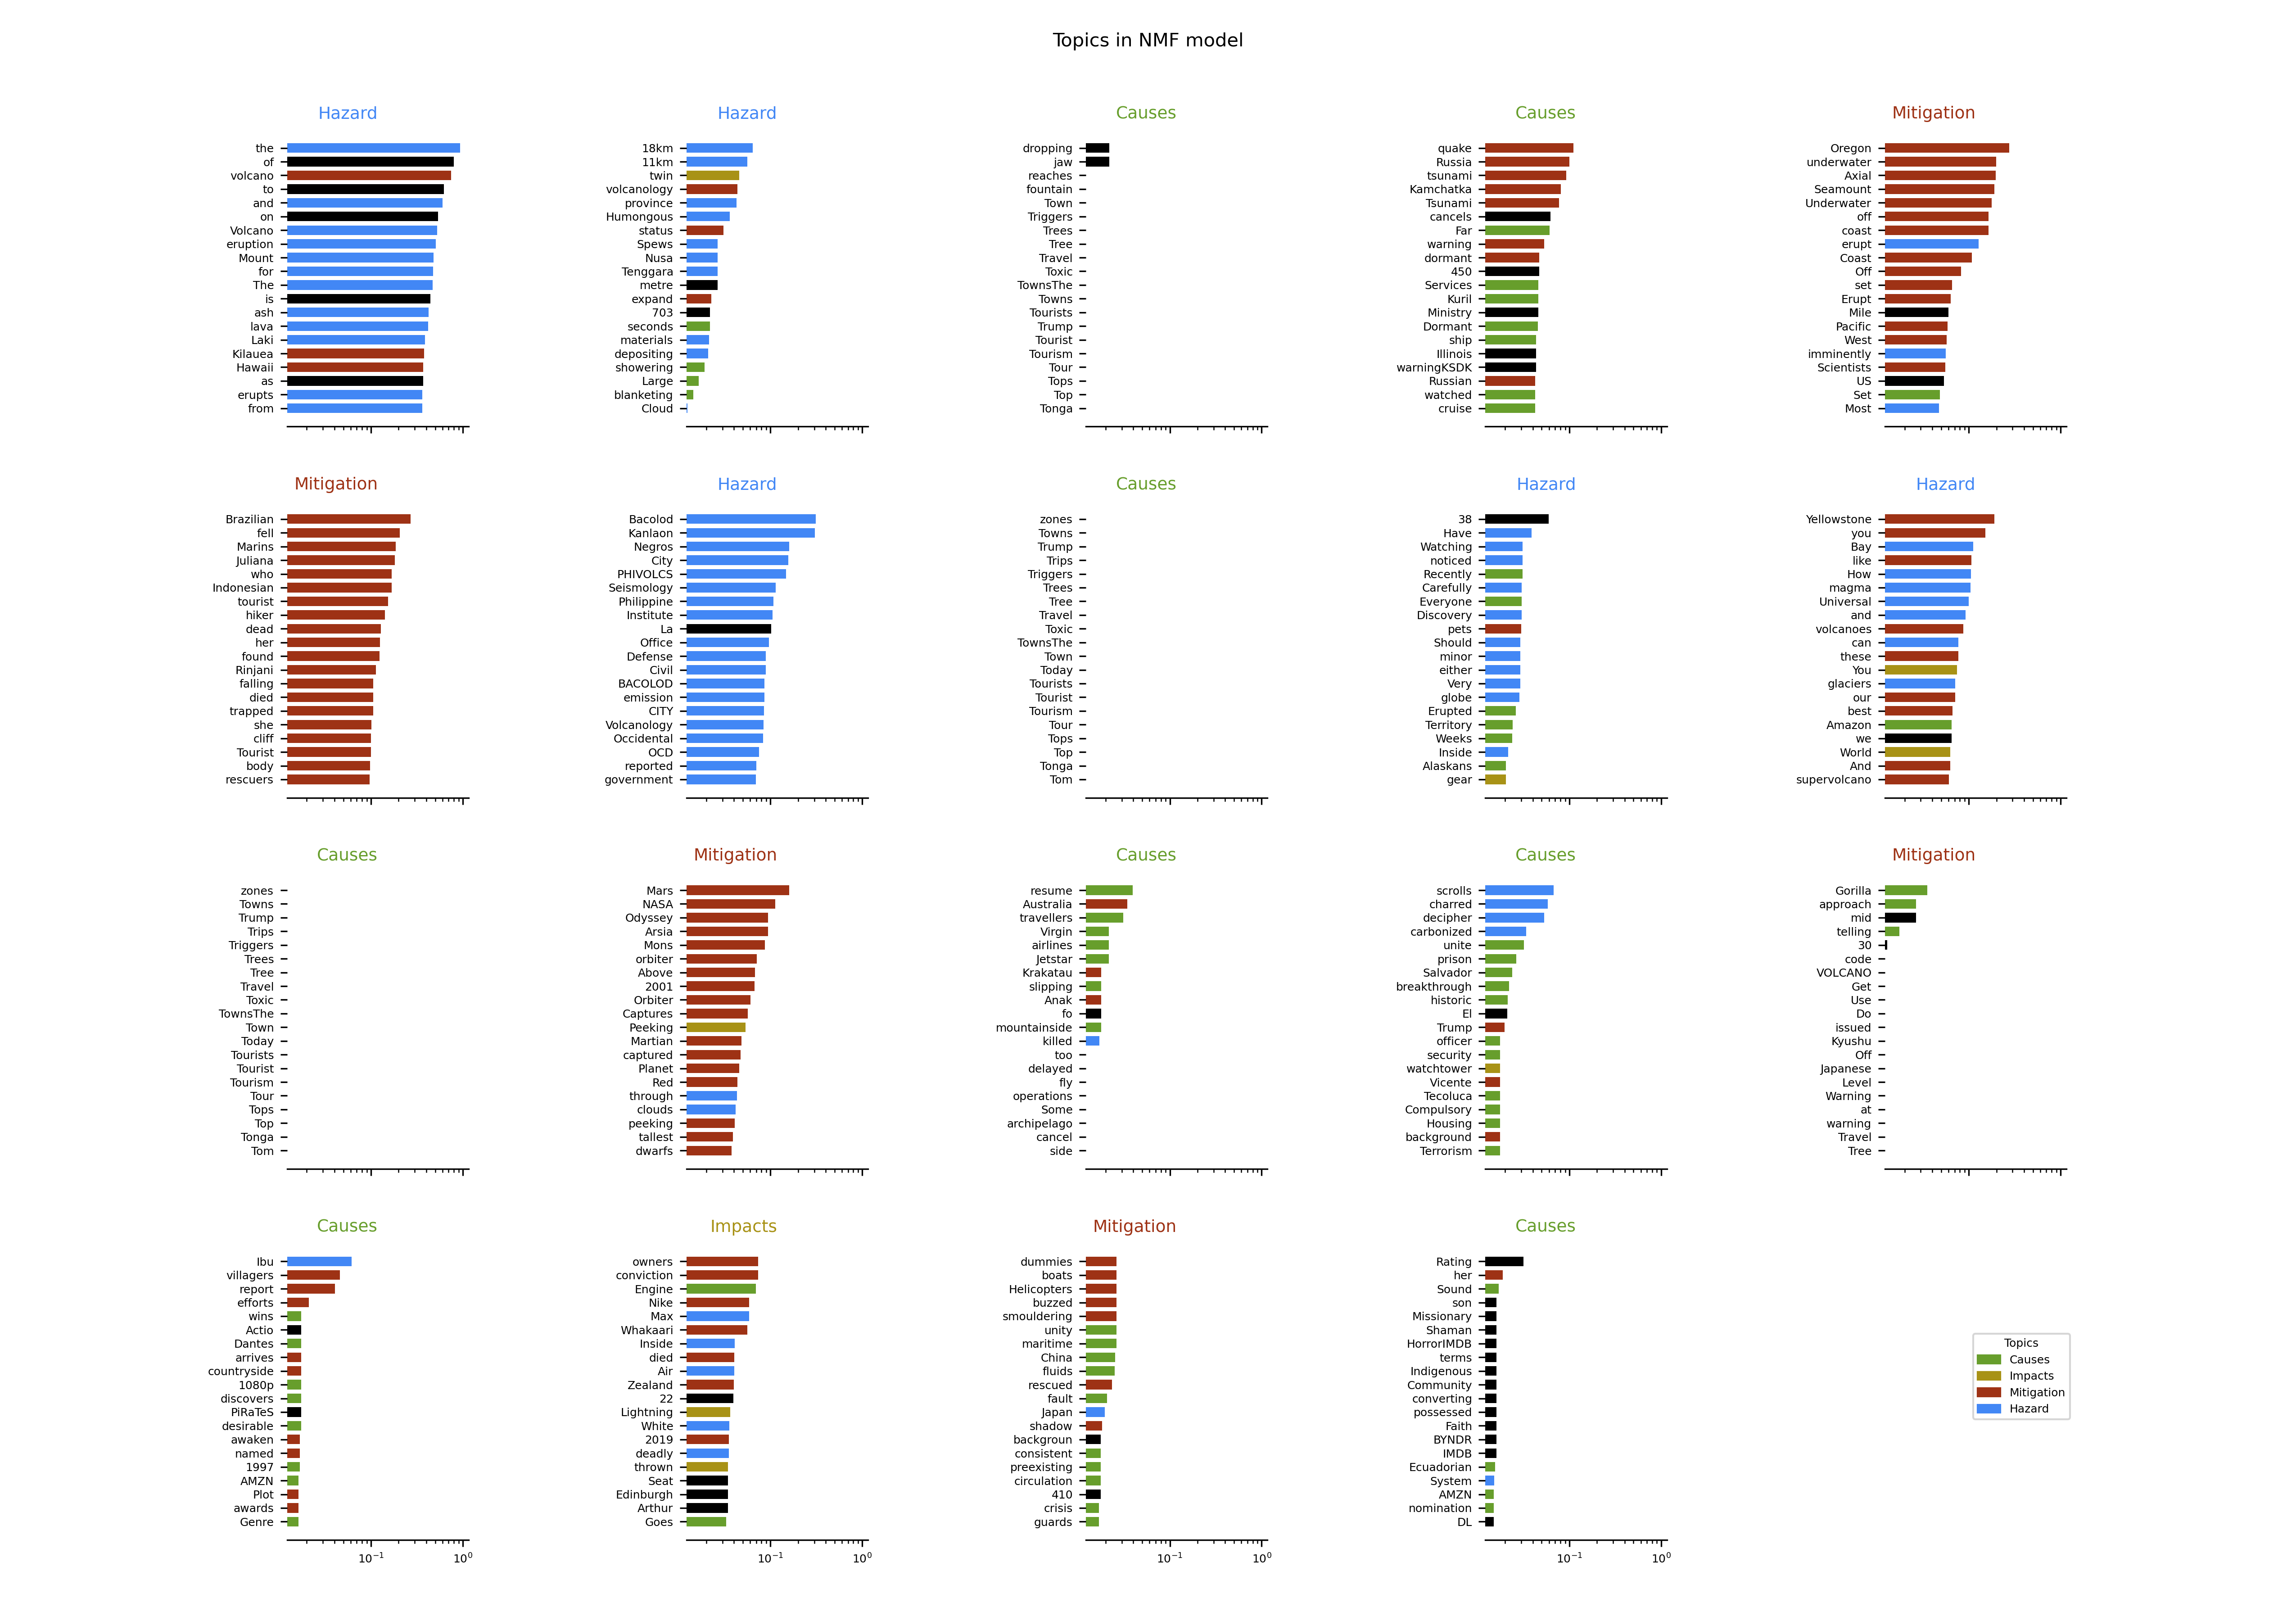 Topics in NMF model
Hazard
the
of
volcano
to
and
on
Volcano
eruption
Mount
for
The
is
ash
lava
Laki
Kilauea
Hawaii
as
erupts
from
Hazard
18km
11km
twin
volcanology
province
Humongous
status
Spews
Nusa
Tenggara
metre
expand
703
seconds
materials
depositing
showering
Large
blanketing
Cloud
Causes
dropping
jaw
reaches
fountain
Town
Triggers
Trees
Tree
Travel
Toxic
TownsThe
Towns
Tourists
Trump
Tourist
Tourism
Tour
Tops
Top
Tonga
Causes
quake
Russia
tsunami
Kamchatka
Tsunami
cancels
Far
warning
dormant
450
Services
Kuril
Ministry
Dormant
ship
Illinois
warningKSDK
Russian
watched
cruise
Mitigation
Oregon
underwater
Axial
Seamount
Underwater
off
coast
erupt
Coast
Off
set
Erupt
Mile
Pacific
West
imminently
Scientists
US
Set
Most
Mitigation
Brazilian
fell
Marins
Juliana
who
Indonesian
tourist
hiker
dead
her
found
Rinjani
falling
died
trapped
she
cliff
Tourist
body
rescuers
Hazard
Bacolod
Kanlaon
Negros
City
PHIVOLCS
Seismology
Philippine
Institute
La
Office
Defense
Civil
BACOLOD
emission
CITY
Volcanology
Occidental
OCD
reported
government
Causes
zones
Towns
Trump
Trips
Triggers
Trees
Tree
Travel
Toxic
TownsThe
Town
Today
Tourists
Tourist
Tourism
Tour
Tops
Top
Tonga
Tom
Hazard
38
Have
Watching
noticed
Recently
Carefully
Everyone
Discovery
pets
Should
minor
either
Very
globe
Erupted
Territory
Weeks
Inside
Alaskans
gear
Hazard
Yellowstone
you
Bay
like
How
magma
Universal
and
volcanoes
can
these
You
glaciers
our
best
Amazon
we
World
And
supervolcano
Causes
zones
Towns
Trump
Trips
Triggers
Trees
Tree
Travel
Toxic
TownsThe
Town
Today
Tourists
Tourist
Tourism
Tour
Tops
Top
Tonga
Tom
Mitigation
Mars
NASA
Odyssey
Arsia
Mons
orbiter
Above
2001
Orbiter
Captures
Peeking
Martian
captured
Planet
Red
through
clouds
peeking
tallest
dwarfs
Causes
resume
Australia
travellers
Virgin
airlines
Jetstar
Krakatau
slipping
Anak
fo
mountainside
killed
too
delayed
fly
operations
Some
archipelago
cancel
side
Causes
scrolls
charred
decipher
carbonized
unite
prison
Salvador
breakthrough
historic
El
Trump
officer
security
watchtower
Vicente
Tecoluca
Compulsory
Housing
background
Terrorism
Mitigation
Gorilla
approach
mid
telling
30
code
VOLCANO
Get
Use
Do
issued
Kyushu
Off
Japanese
Level
Warning
at
warning
Travel
Tree
Causes
Ibu
villagers
report
efforts
wins
Actio
Dantes
arrives
countryside
1080p
discovers
PiRaTeS
desirable
awaken
named
1997
AMZN
Plot
awards
Genre
10⁻¹ 10⁰
Impacts
owners
conviction
Engine
Nike
Max
Whakaari
Inside
died
Air
Zealand
22
Lightning
White
2019
deadly
thrown
Seat
Edinburgh
Arthur
Goes
10⁻¹ 10⁰
Mitigation
dummies
boats
Helicopters
buzzed
smouldering
unity
maritime
China
fluids
rescued
fault
Japan
shadow
backgroun
consistent
preexisting
circulation
410
crisis
guards
10⁻¹ 10⁰
Causes
Rating
her
Sound
son
Missionary
Shaman
HorrorIMDB
terms
Indigenous
Community
converting
possessed
Faith
BYNDR
IMDB
Ecuadorian
System
AMZN
nomination
DL
10⁻¹ 10⁰
Topics
Causes
Impacts
Mitigation
Hazard